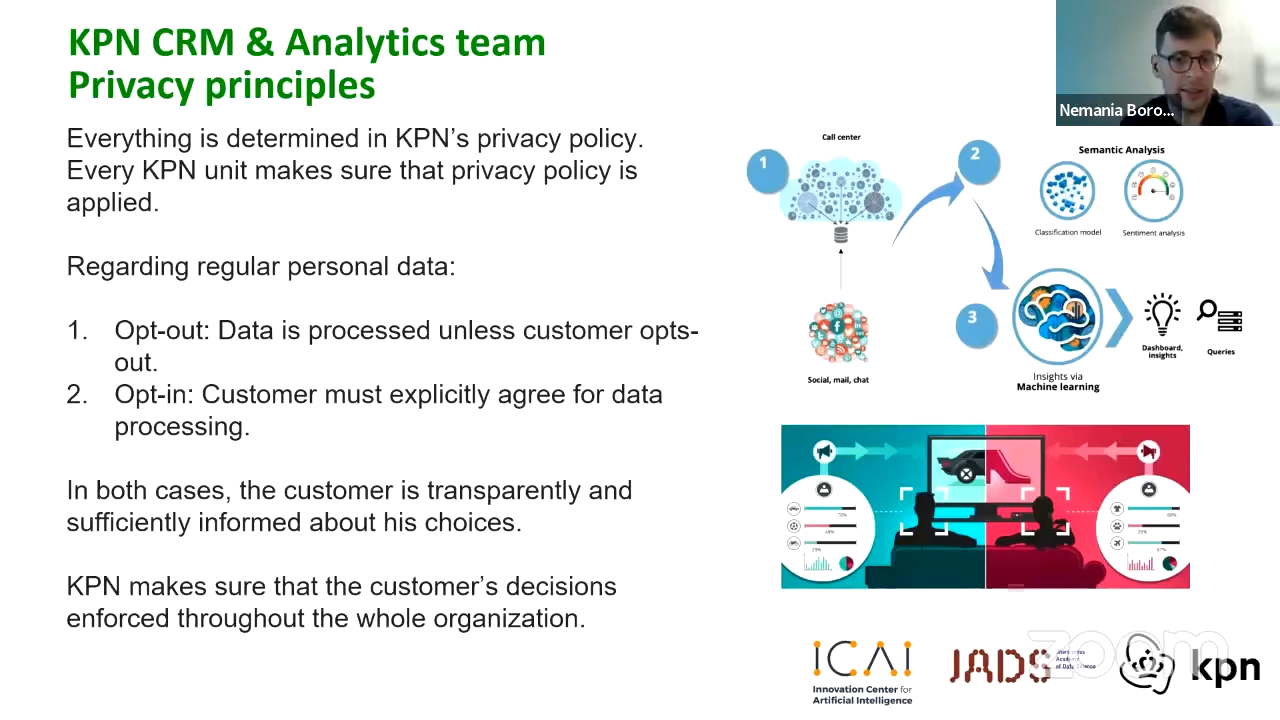 KPN CRM & Analytics team
Privacy principles
Everything is determined in KPN’s privacy policy.
Every KPN unit makes sure that privacy policy is
applied.
Regarding regular personal data:
1. Opt-out: Data is processed unless customer opts-
out.
2. Opt-in: Customer must explicitly agree for data
processing.
In both cases, the customer is transparently and
sufficiently informed about his choices.
KPN makes sure that the customer’s decisions
enforced throughout the whole organization.
Nemania Boro...
Call center
1
2
Semantic Analysis
Classification model
Sentiment analysis
3
Social, mail, chat
Insights via
Machine learning
Dashboard,
insights
Queries
ICAI
Innovation Center for
Artificial Intelligence
JADS
Academy
of Data Science
zoom
kpn